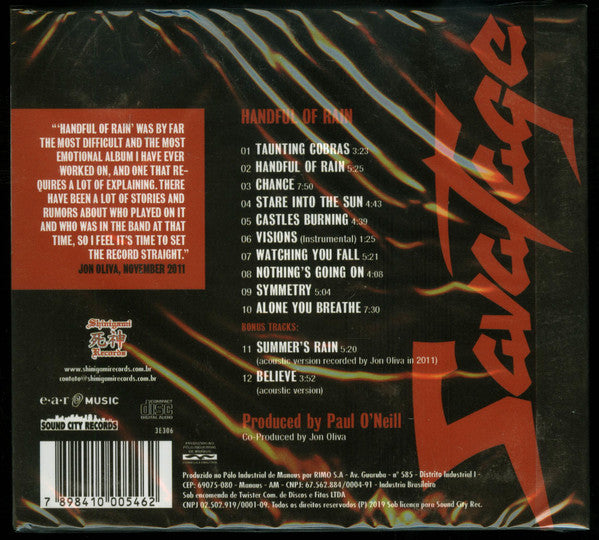 Savatage
HANDFUL OF RAIN
"'HANDFUL OF RAIN' WAS BY FAR
THE MOST DIFFICULT AND THE MOST
EMOTIONAL ALBUM I HAVE EVER
WORKED ON, AND ONE THAT RE-
QUIRES A LOT OF EXPLAINING. THERE
HAVE BEEN A LOT OF STORIES AND
RUMORS ABOUT WHO PLAYED ON IT
AND WHO WAS IN THE BAND AT THAT
TIME, SO I FEEL IT'S TIME TO SET
THE RECORD STRAIGHT."
JON OLIVA, NOVEMBER 2011
01 TAUNTING COBRAS 3:23
02 HANDFUL OF RAIN 5:25
03 CHANCE 7:50
04 STARE INTO THE SUN 4:43
05 CASTLES BURNING 4:39
06 VISIONS (Instrumental) 1:25
07 WATCHING YOU FALL 5:21
08 NOTHING'S GOING ON 4:08
09 SYMMETRY 5:04
10 ALONE YOU BREATHE 7:30
BONUS TRACKS:
11 SUMMER'S RAIN 5:20
(acoustic version recorded by Jon Oliva in 2011)
12 BELIEVE 3:52
(acoustic version)
Produced by Paul O'Neill
Co-Produced by Jon Oliva
Shinigami
死神
Records
www.shinigamirecords.com.br
contato@shinigamirecords.com.br
e·a·r MUSIC
COMPACT
disc
DIGITAL AUDIO
SOUND CITY RECORDS
3E306
7 898410 005462
PRODUZIDO NO
PÓLO INDUSTRIAL
DE MANAUS
Produzido no Pólo Industrial de Manaus por RIMO S.A - Av. Guaruba - n° 585 - Distrito Industrial I -
CEP: 69075-080 - Manaus - AM - CNPJ: 67.562.884/0004-91 - Industria Brasileira
Sob encomenda de Twister Com. de Discos e Fitas LTDA
CNPJ 02.502.919/0001-09. Todos os direitos reservados (P) 2019 Sob licença para Sound City Rec.